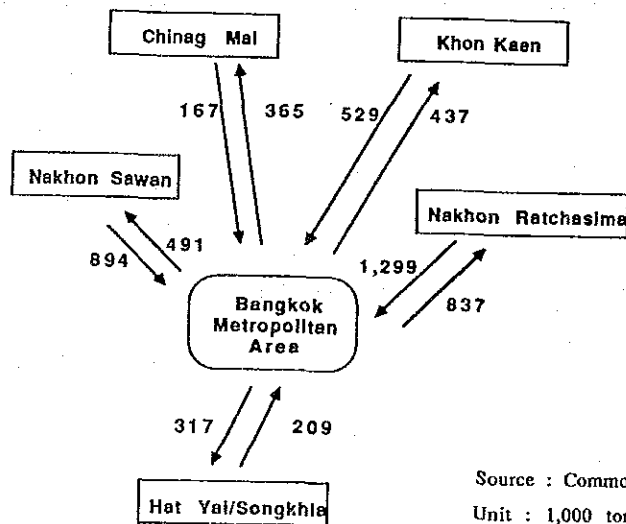 Chinag Mai
Khon Kaen
167
365
529
437
Nakhon Sawan
Nakhon Ratchasima
491
894
1,299
837
Bangkok
Metropolitan
Area
317
209
Hat Yai/Songkhla
Source : Commo
Unit : 1,000 ton